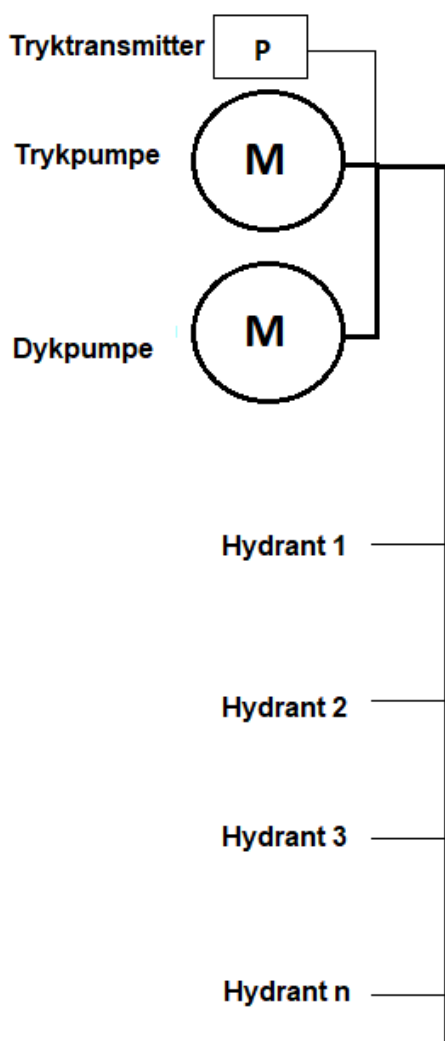 Tryktransmitter
P
Trykpumpe
M
Dykpumpe
M
Hydrant 1
Hydrant 2
Hydrant 3
Hydrant n